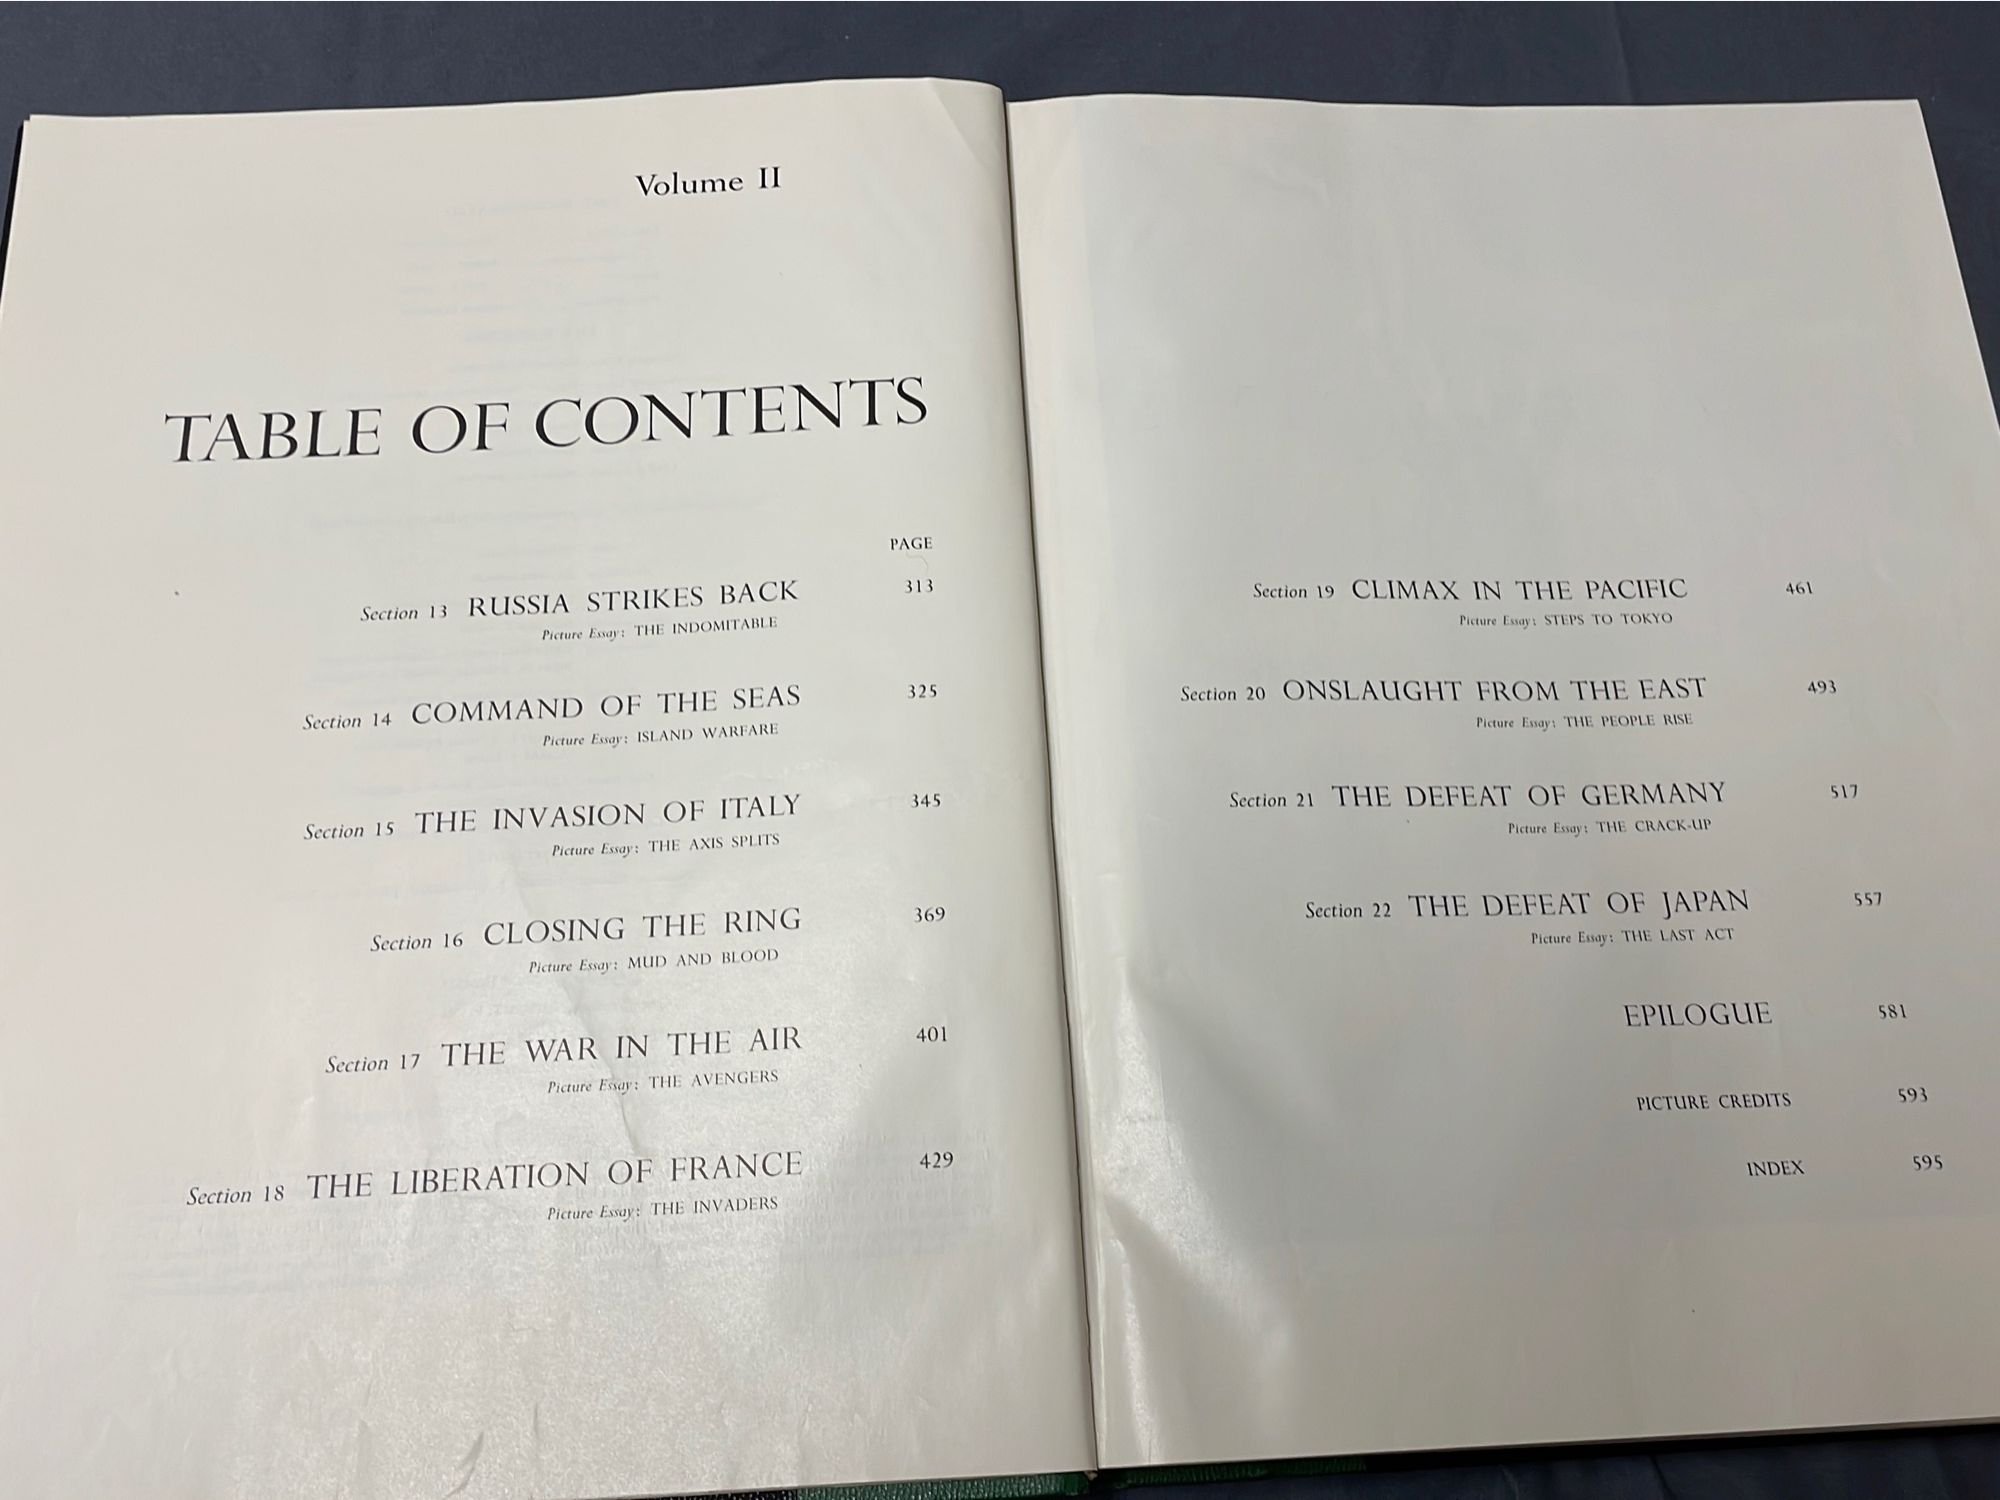 Volume II
TABLE OF CONTENTS
PAGE
Section 13 RUSSIA STRIKES BACK 313
Picture Essay: THE INDOMITABLE
Section 14 COMMAND OF THE SEAS 325
Picture Essay: ISLAND WARFARE
Section 15 THE INVASION OF ITALY 345
Picture Essay: THE AXIS SPLITS
Section 16 CLOSING THE RING 369
Picture Essay: MUD AND BLOOD
Section 17 THE WAR IN THE AIR 401
Picture Essay: THE AVENGERS
Section 18 THE LIBERATION OF FRANCE 429
Picture Essay: THE INVADERS
Section 19 CLIMAX IN THE PACIFIC 461
Picture Essay: STEPS TO TOKYO
Section 20 ONSLAUGHT FROM THE EAST 493
Picture Essay: THE PEOPLE RISE
Section 21 THE DEFEAT OF GERMANY 517
Picture Essay: THE CRACK-UP
Section 22 THE DEFEAT OF JAPAN 557
Picture Essay: THE LAST ACT
EPILOGUE 581
PICTURE CREDITS 593
INDEX 595